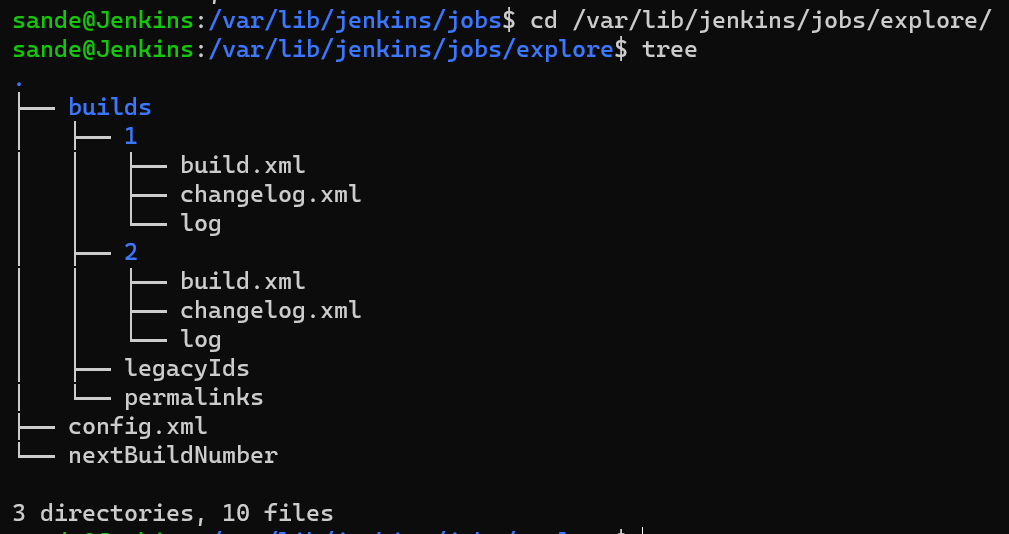 sande@Jenkins:/var/lib/jenkins/jobs$ cd /var/lib/jenkins/jobs/explore/
sande@Jenkins:/var/lib/jenkins/jobs/explore$ tree
.
├── builds
│   ├── 1
│   │   ├── build.xml
│   │   ├── changelog.xml
│   │   └── log
│   ├── 2
│   │   ├── build.xml
│   │   ├── changelog.xml
│   │   └── log
│   ├── legacyIds
│   └── permalinks
├── config.xml
└── nextBuildNumber
3 directories, 10 files